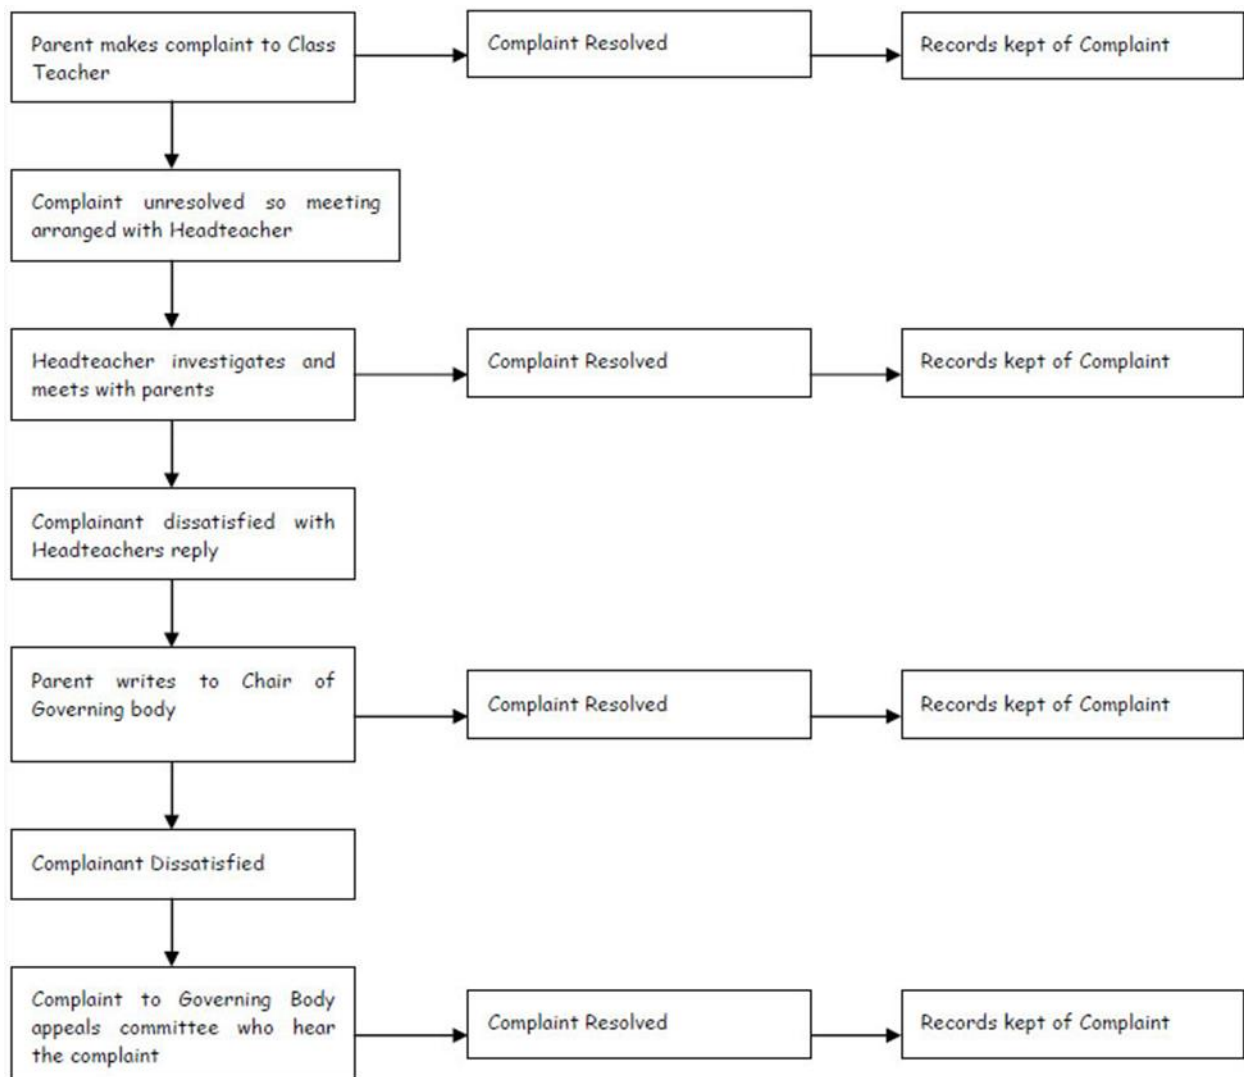 Parent makes complaint to Class
Teacher
Complaint Resolved
Records kept of Complaint
Complaint unresolved so meeting
arranged with Headteacher
Headteacher investigates and
meets with parents
Complaint Resolved
Records kept of Complaint
Complainant dissatisfied with
Headteachers reply
Parent writes to Chair of
Governing body
Complaint Resolved
Records kept of Complaint
Complainant Dissatisfied
Complaint to Governing Body
appeals committee who hear
the complaint
Complaint Resolved
Records kept of Complaint